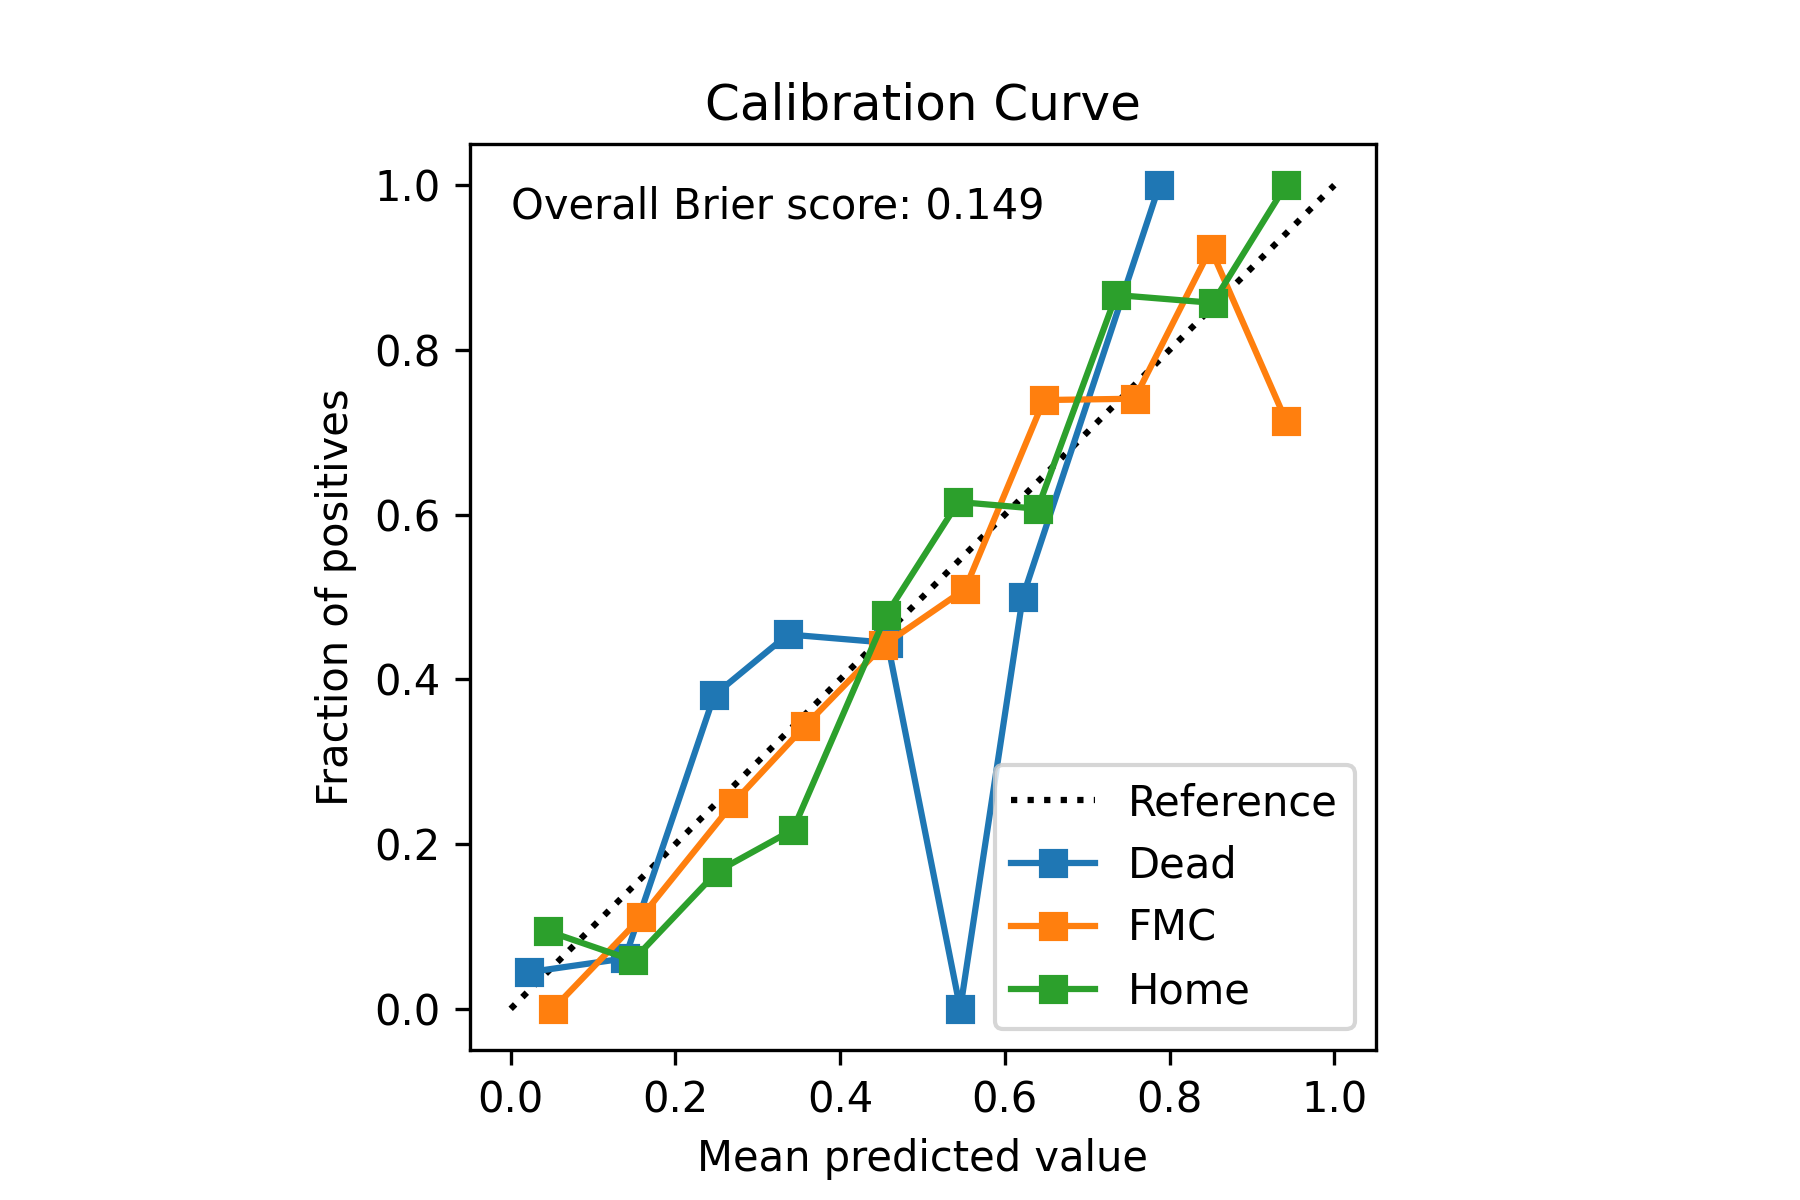 Calibration Curve
Overall Brier score: 0.149
1.0
0.8
0.6
0.4
0.2
0.0
Fraction of positives
Reference
Dead
FMC
Home
0.0 0.2 0.4 0.6 0.8 1.0
Mean predicted value